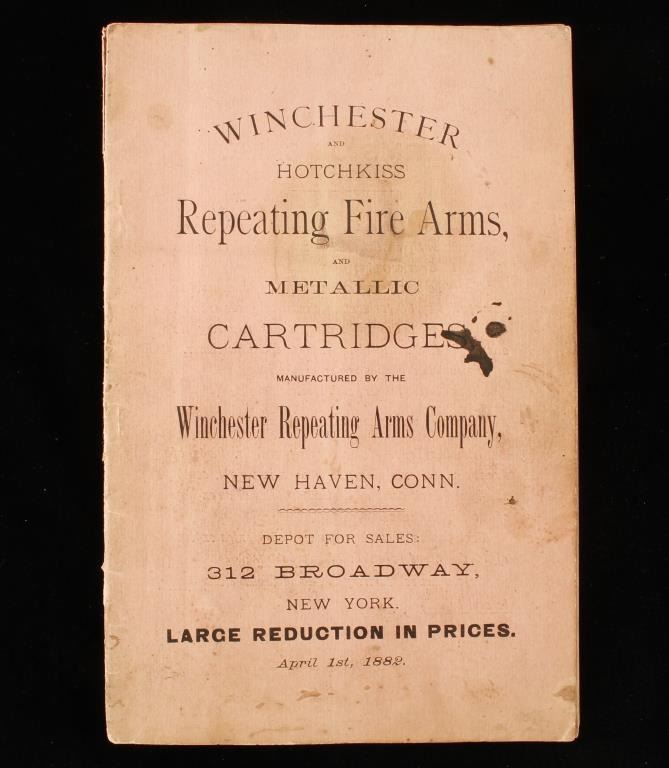 WINCHESTER
AND
HOTCHKISS
Repeating Fire Arms,
AND
METALLIC
CARTRIDGES
MANUFACTURED BY THE
Winchester Repeating Arms Company,
NEW HAVEN, CONN.
DEPOT FOR SALES:
312 BROADWAY,
NEW YORK.
LARGE REDUCTION IN PRICES.
April 1st, 1882.